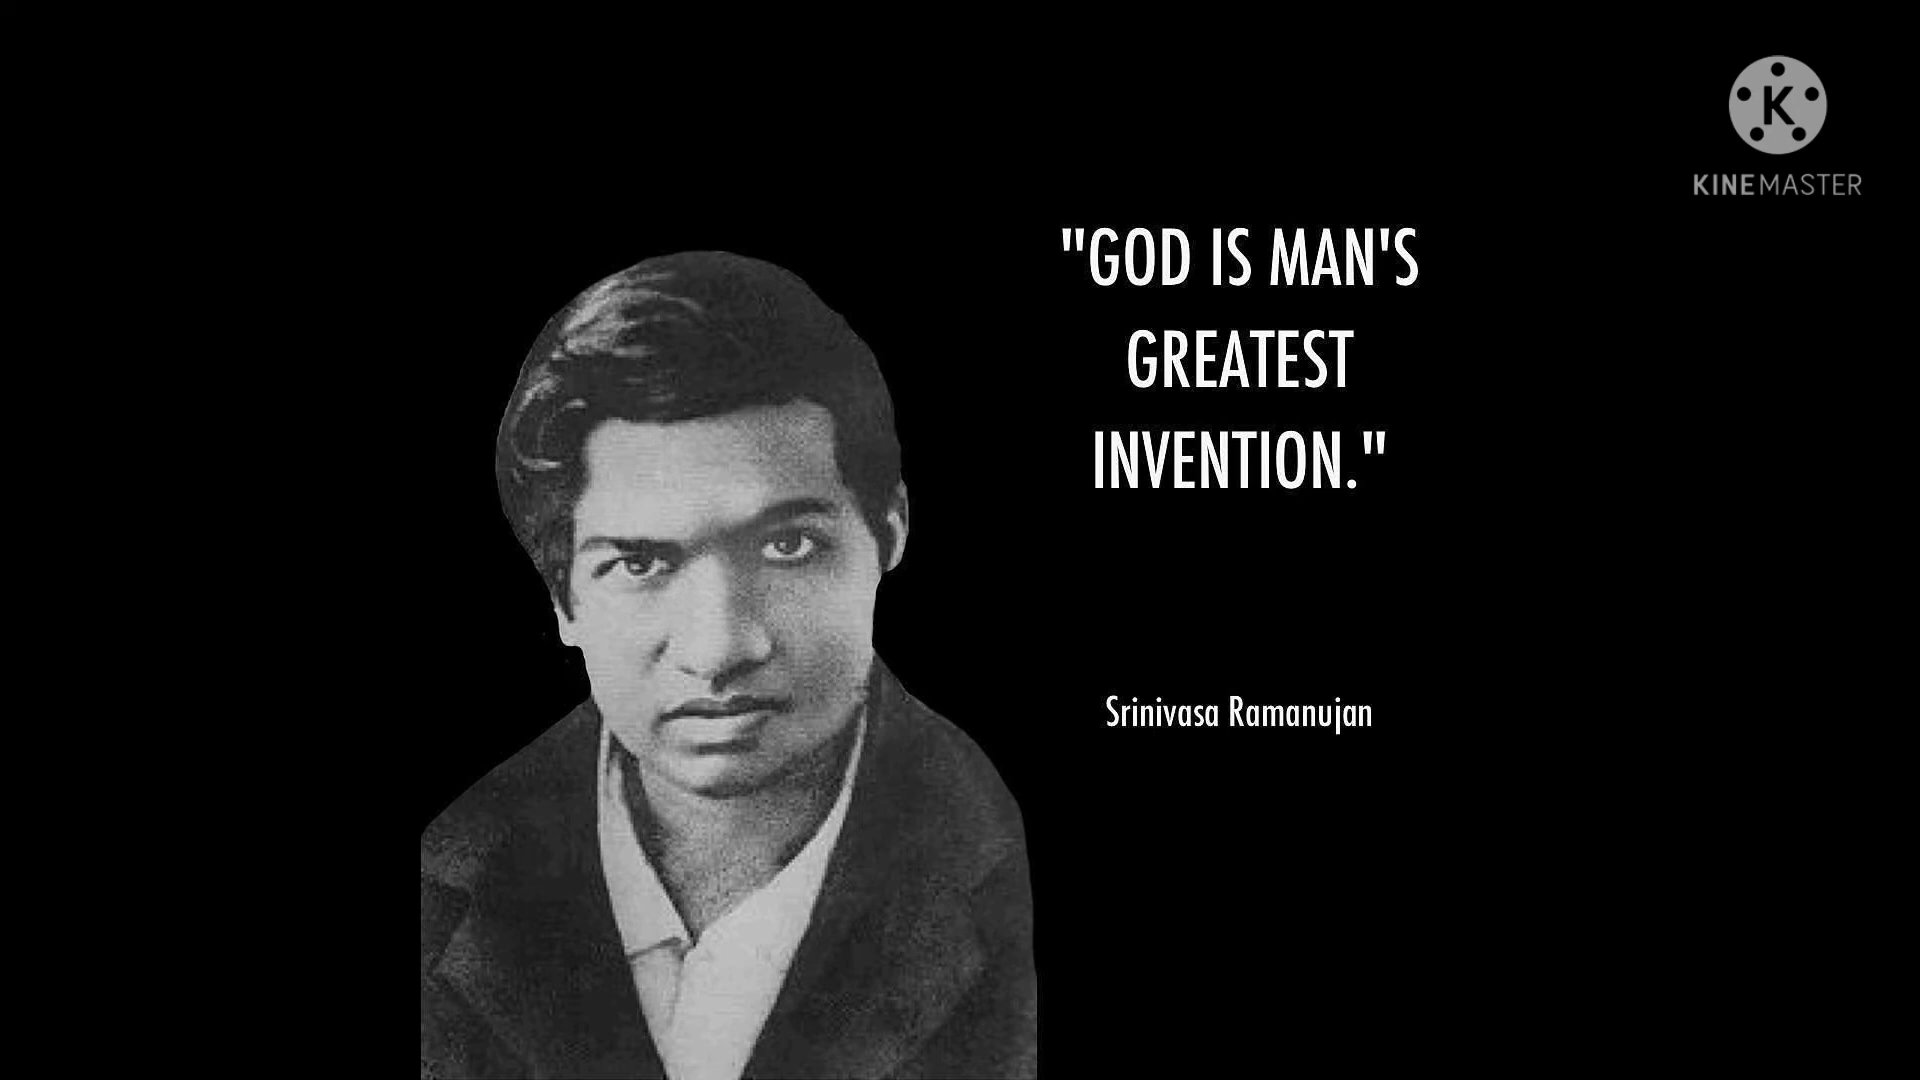 K
KINEMASTER
"GOD IS MAN'S
GREATEST
INVENTION."
Srinivasa Ramanujan